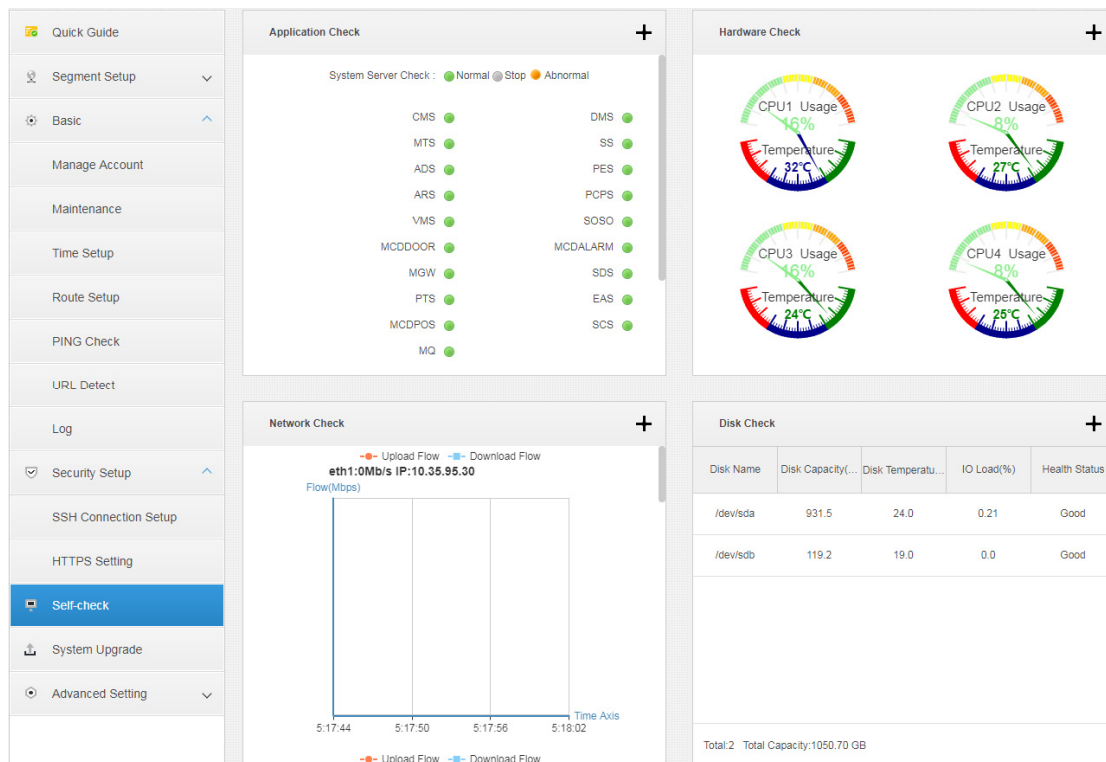 Quick Guide
Segment Setup
Basic
Manage Account
Maintenance
Time Setup
Route Setup
PING Check
URL Detect
Log
Security Setup
SSH Connection Setup
HTTPS Setting
Self-check
System Upgrade
Advanced Setting
Application Check
System Server Check : Normal Stop Abnormal
CMS DMS
MTS SS
ADS PES
ARS PCPS
VMS SOSO
MCDDOOR MCDALARM
MGW SDS
PTS EAS
MCDPOS SCS
MQ
Hardware Check
CPU1 Usage
16%
Temperature
32°C
CPU2 Usage
8%
Temperature
27°C
CPU3 Usage
16%
Temperature
24°C
CPU4 Usage
8%
Temperature
25°C
Network Check
Upload Flow Download Flow
eth1:0Mb/s IP:10.35.95.30
Flow(Mbps)
Time Axis
5:17:44 5:17:50 5:17:56 5:18:02
Upload Flow Download Flow
Disk Check
Disk Name Disk Capacity(... Disk Temperatu... IO Load(%) Health Status
/dev/sda 931.5 24.0 0.21 Good
/dev/sdb 119.2 19.0 0.0 Good
Total:2 Total Capacity:1050.70 GB